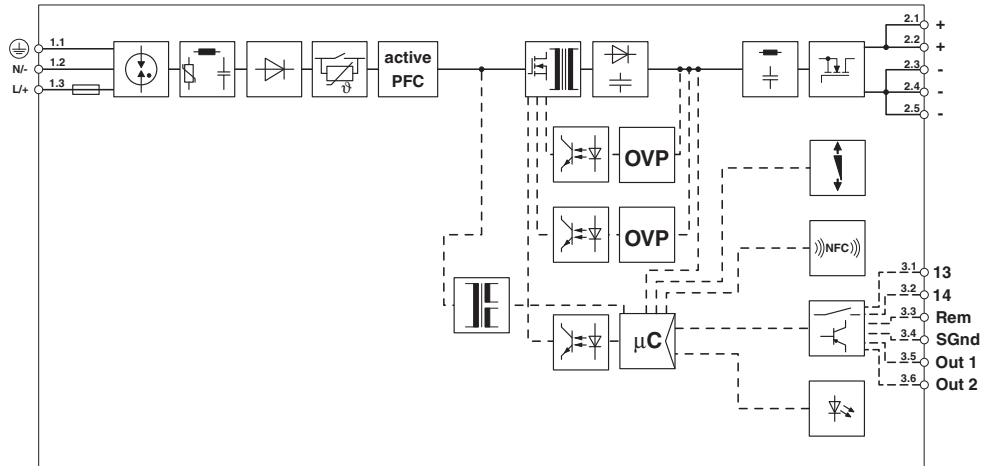 1.1
N/- 1.2
L/+ 1.3
ϑ
active
PFC
2.1 +
2.2 +
2.3 -
2.4 -
2.5 -
OVP
OVP
)))NFC)))
µC
3.1 13
3.2 14
3.3 Rem
3.4 SGnd
3.5 Out 1
3.6 Out 2